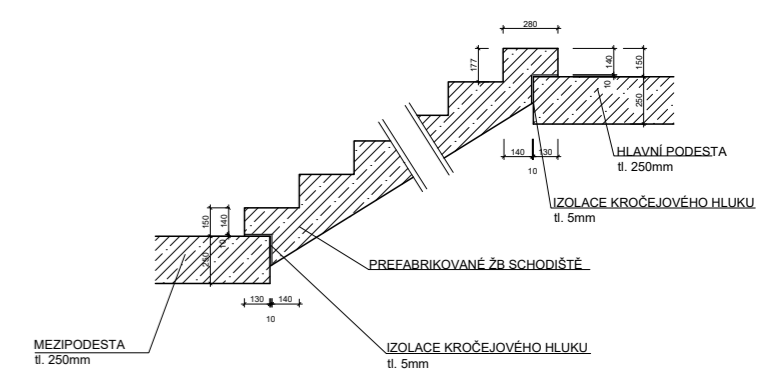 280
177
140
10
150
250
140
130
10
HLAVNÍ PODESTA
tl. 250mm
IZOLACE KROČEJOVÉHO HLUKU
tl. 5mm
150
140
10
250
PREFABRIKOVANÉ ŽB SCHODIŠTĚ
130
140
10
MEZIPODESTA
tl. 250mm
IZOLACE KROČEJOVÉHO HLUKU
tl. 5mm